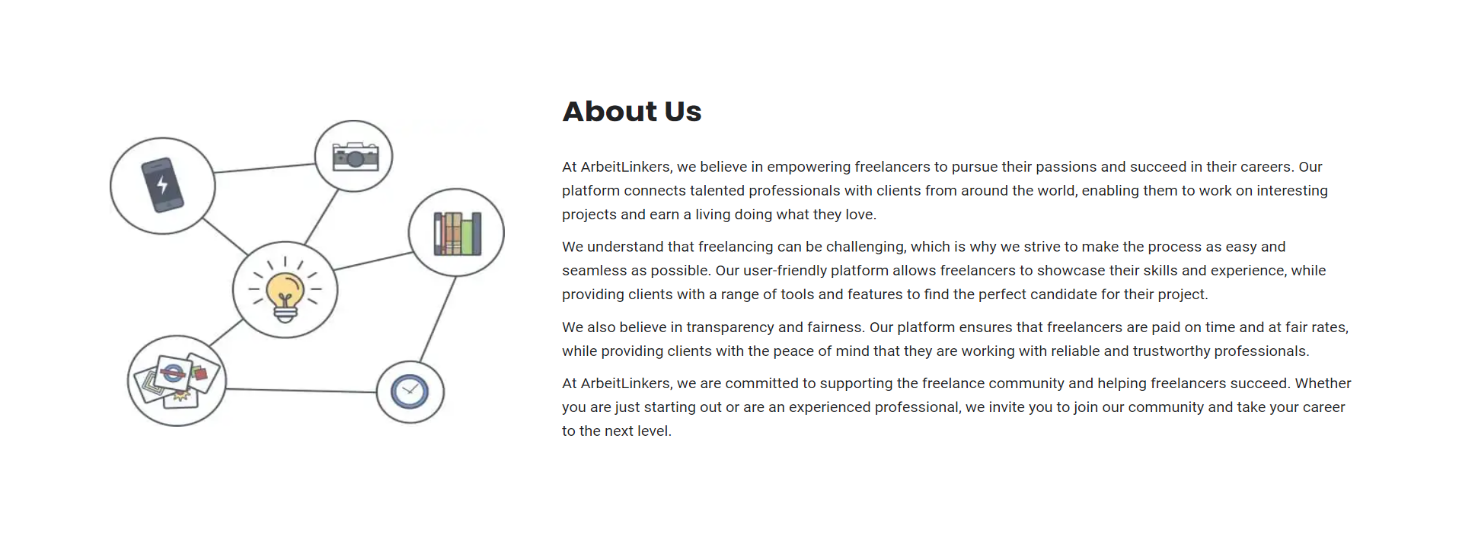 About Us
At ArbeitLinkers, we believe in empowering freelancers to pursue their passions and succeed in their careers. Our
platform connects talented professionals with clients from around the world, enabling them to work on interesting
projects and earn a living doing what they love.
We understand that freelancing can be challenging, which is why we strive to make the process as easy and
seamless as possible. Our user-friendly platform allows freelancers to showcase their skills and experience, while
providing clients with a range of tools and features to find the perfect candidate for their project.
We also believe in transparency and fairness. Our platform ensures that freelancers are paid on time and at fair rates,
while providing clients with the peace of mind that they are working with reliable and trustworthy professionals.
At ArbeitLinkers, we are committed to supporting the freelance community and helping freelancers succeed. Whether
you are just starting out or are an experienced professional, we invite you to join our community and take your career
to the next level.